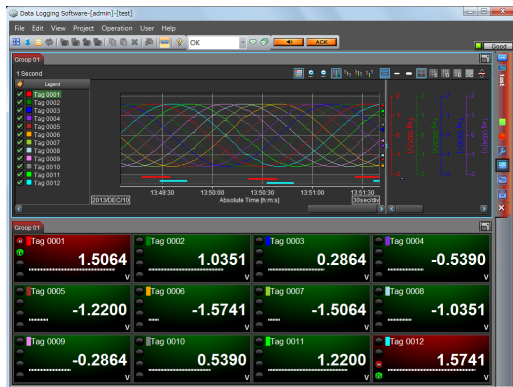 Data Logging Software-[admin]-[test]
File Edit View Project Operation User Help
OK ACK
Good
Group 01
1 Second
Legend
Tag 0001
Tag 0002
Tag 0003
Tag 0004
Tag 0005
Tag 0006
Tag 0007
Tag 0008
Tag 0009
Tag 0010
Tag 0011
Tag 0012
13:49:30 13:50:00 13:50:30 13:51:00 13:51:30
2013/DEC/10 Absolute Time [h:m:s] 30sec/div
test
Group 01
Tag 0001 Tag 0002 Tag 0003 Tag 0004
1.5064 1.0351 0.2864 -0.5390
V V V V
Tag 0005 Tag 0006 Tag 0007 Tag 0008
-1.2200 -1.5741 -1.5064 -1.0351
V V V V
Tag 0009 Tag 0010 Tag 0011 Tag 0012
-0.2864 0.5390 1.2200 1.5741
V V V V